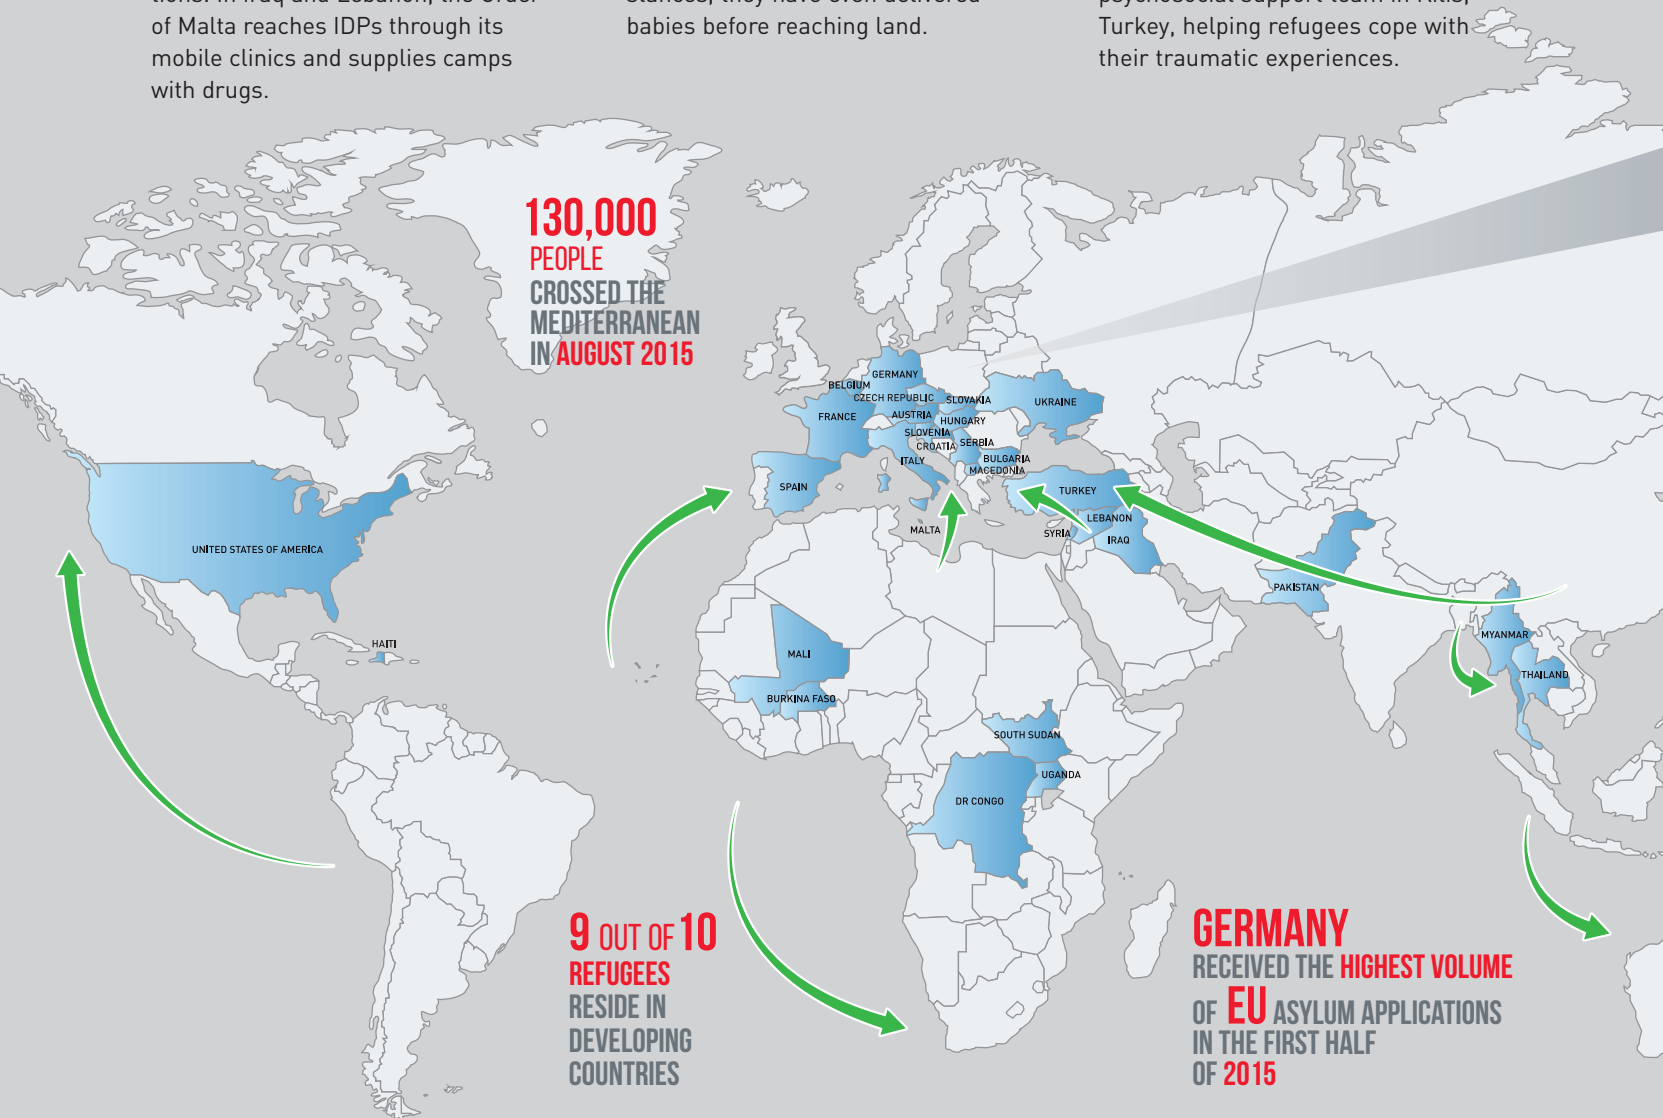 of Malta reaches IDPs through its
mobile clinics and supplies camps
with drugs.
babies before reaching land.
Turkey, helping refugees cope with
their traumatic experiences.
130,000
PEOPLE
CROSSED THE
MEDITERRANEAN
IN AUGUST 2015
GERMANY
BELGIUM
CZECH REPUBLIC
SLOVAKIA
UKRAINE
FRANCE
AUSTRIA
HUNGARY
SLOVENIA
CROATIA
SERBIA
ITALY
BULGARIA
MACEDONIA
SPAIN
TURKEY
MALTA
LEBANON
SYRIA
IRAQ
UNITED STATES OF AMERICA
PAKISTAN
HAITI
MALI
MYANMAR
BURKINA FASO
THAILAND
SOUTH SUDAN
UGANDA
DR CONGO
9 OUT OF 10
REFUGEES
RESIDE IN
DEVELOPING
COUNTRIES
GERMANY
RECEIVED THE HIGHEST VOLUME
OF EU ASYLUM APPLICATIONS
IN THE FIRST HALF
OF 2015